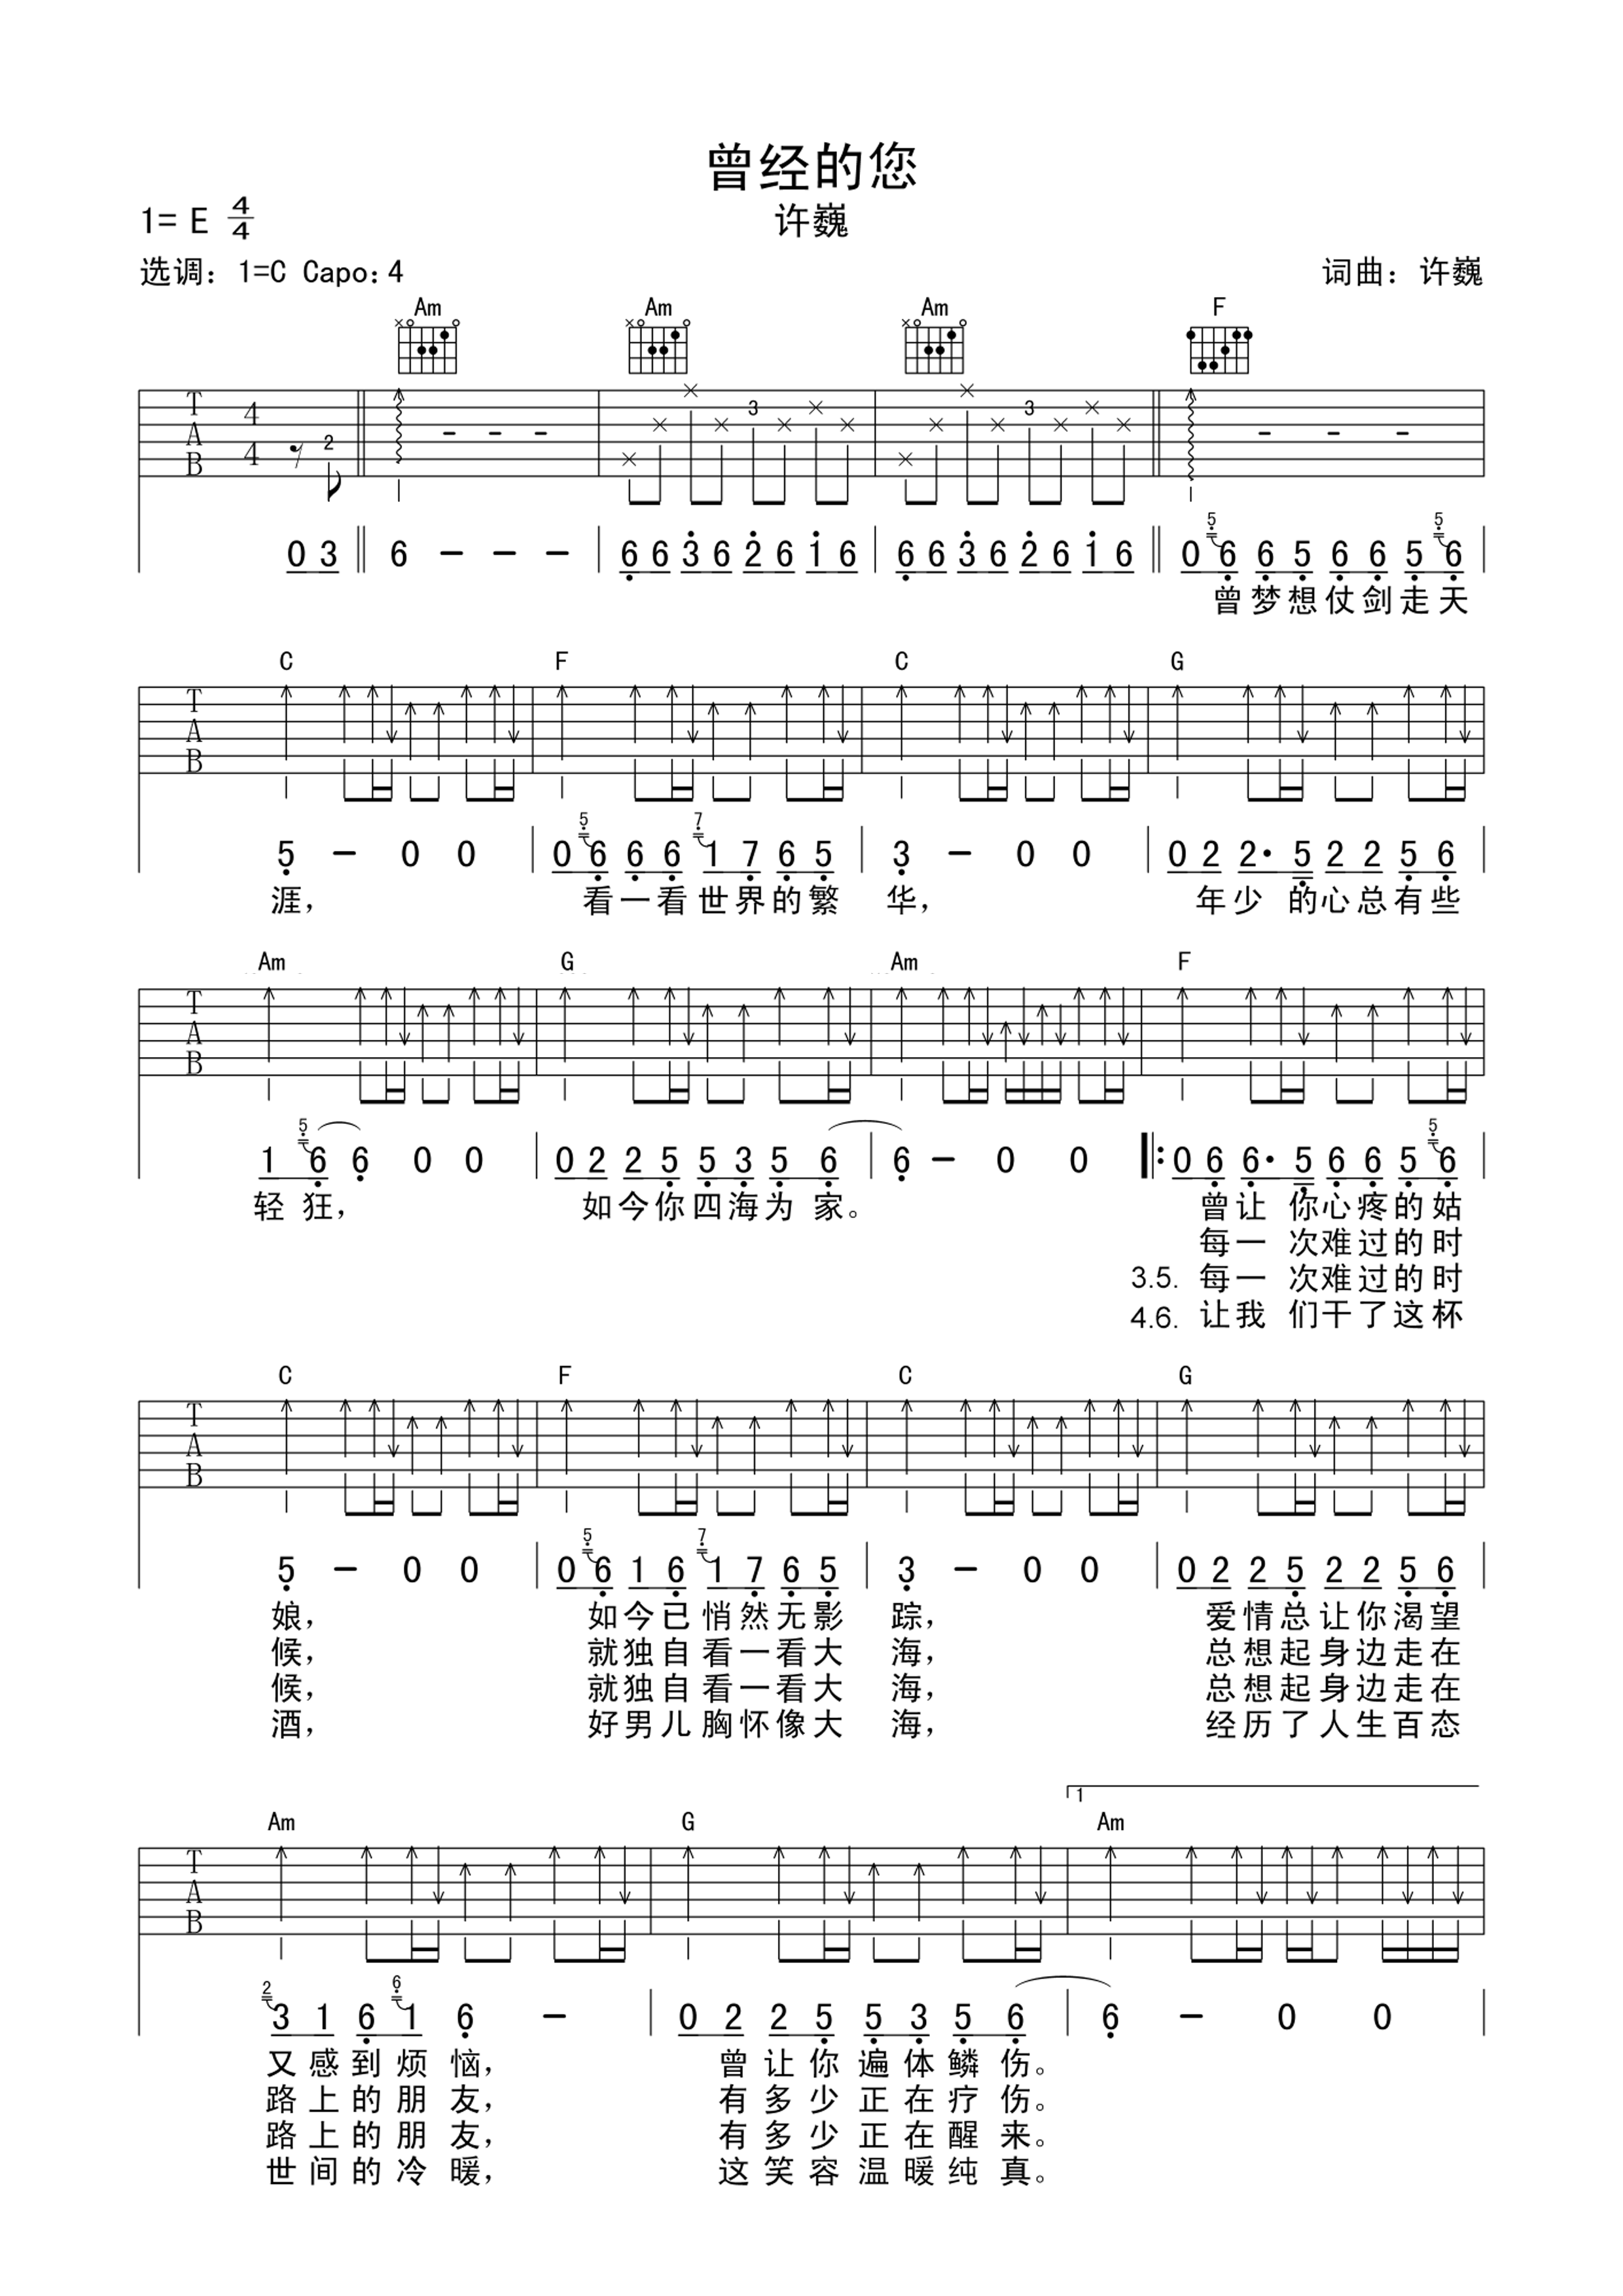 曾经的您
1= E 4/4
许巍
选调：1=C Capo：4
词曲：许巍
Am Am Am F
T A B 4 4 2 3 3
0 3 6 - - - 6 6 3 6 2 6 1 6 6 6 3 6 2 6 1 6 0 5 6 6 5 6 6 5 5 6
曾梦想仗剑走天
C F C G
T A B
5 - 0 0 0 5 6 6 6 7 1 7 6 5 3 - 0 0 0 2 2· 5 2 2 5 6
涯， 看一看世界的繁 华， 年少 的心总有些
Am G Am F
T A B
1 5 6 6 0 0 0 2 2 5 5 3 5 6 6 - 0 0 0 6 6· 5 6 6 5 5 6
轻 狂， 如今你四海为 家。 曾让 你心疼的姑
每一 次难过的时
3.5. 每一 次难过的时
4.6. 让我 们干了这杯
C F C G
T A B
5 - 0 0 0 5 6 1 6 7 1 7 6 5 3 - 0 0 0 2 2 5 2 2 5 6
娘， 如今已悄然无影 踪， 爱情总让你渴望
候， 就独自看一看大 海， 总想起身边走在
候， 就独自看一看大 海， 总想起身边走在
酒， 好男儿胸怀像大 海， 经历了人生百态
1
Am G Am
T A B
2 3 1 6 6 1 6 - 0 2 2 5 5 3 5 6 6 - 0 0
又感到烦 恼， 曾让你遍体鳞 伤。
路上的朋 友， 有多少正在疗 伤。
路上的朋 友， 有多少正在醒 来。
世间的冷 暖， 这笑容温暖纯 真。